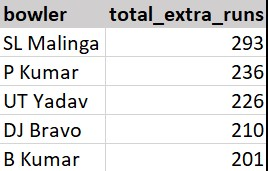 bowler total_extra_runs
SL Malinga 293
P Kumar 236
UT Yadav 226
DJ Bravo 210
B Kumar 201